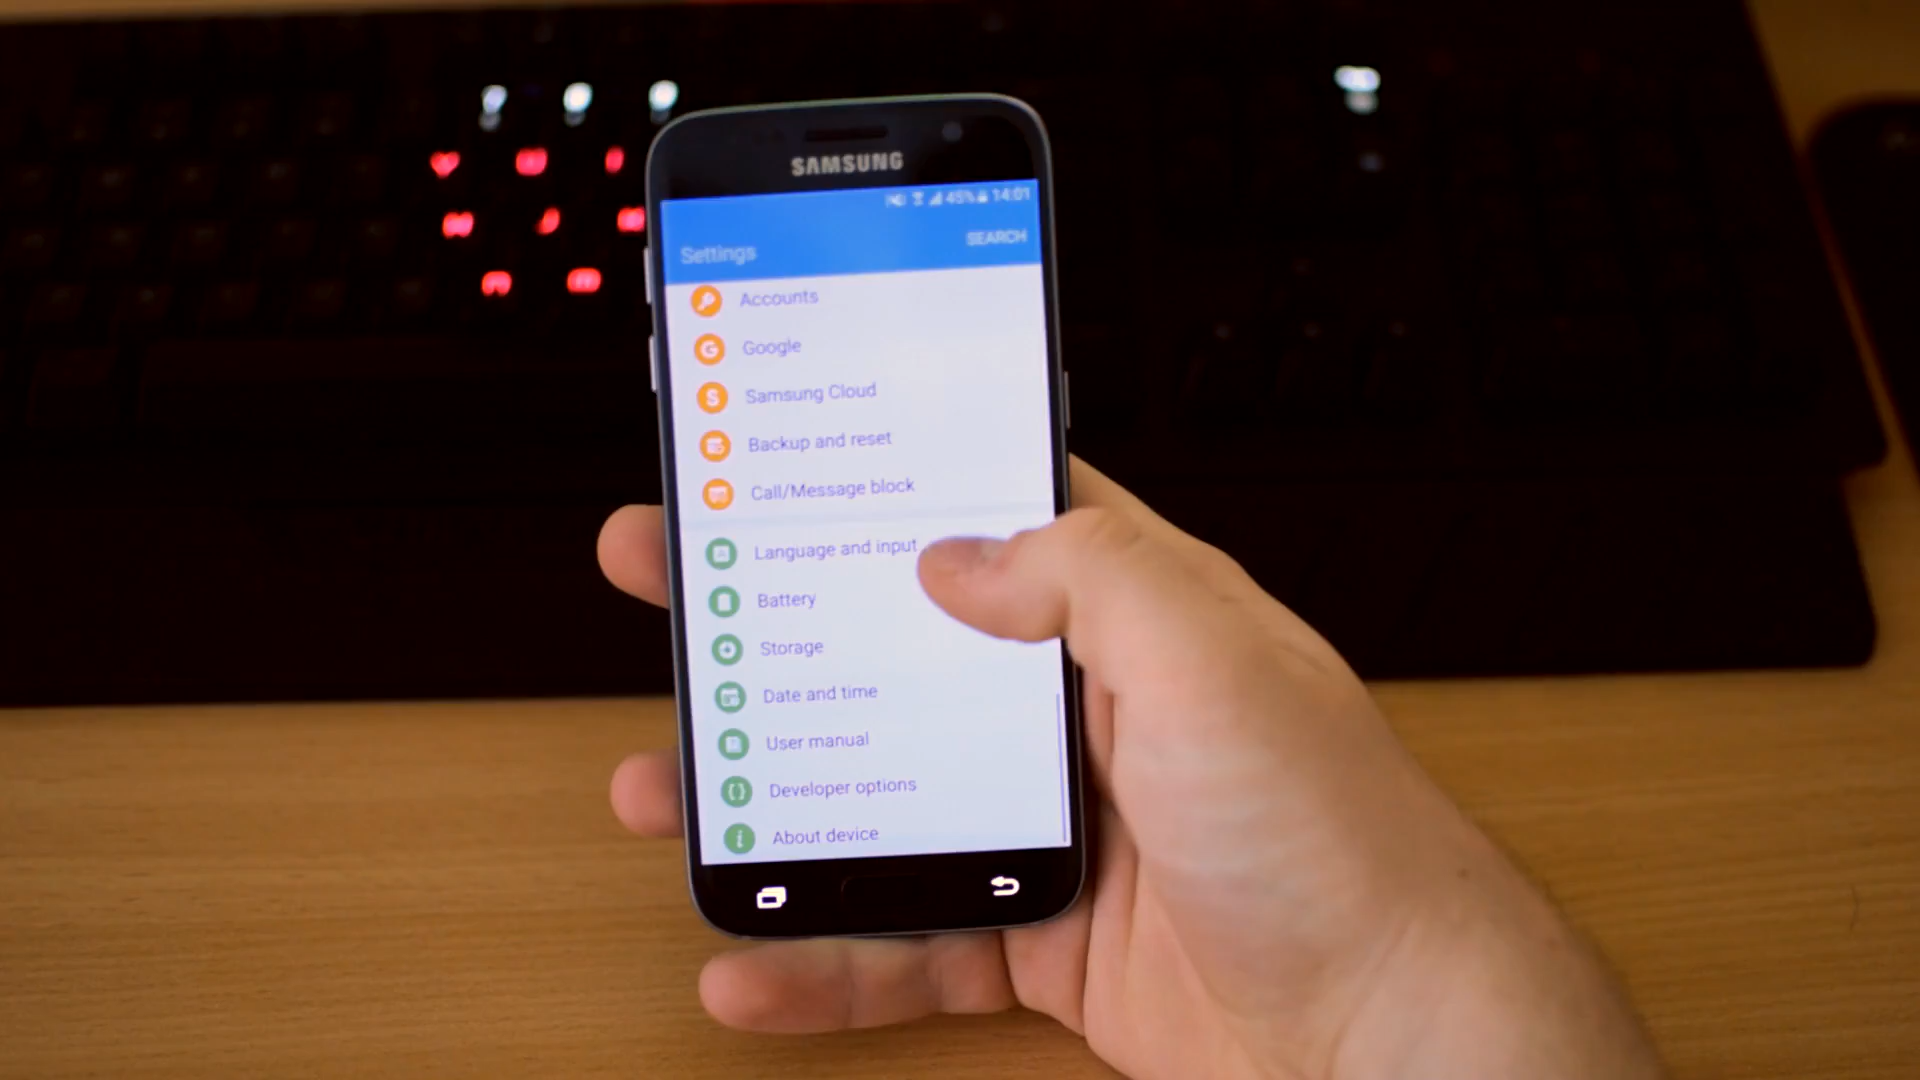 SAMSUNG
45% 14:01
Settings
SEARCH
Accounts
Google
Samsung Cloud
Backup and reset
Call/Message block
Language and input
Battery
Storage
Date and time
User manual
Developer options
About device